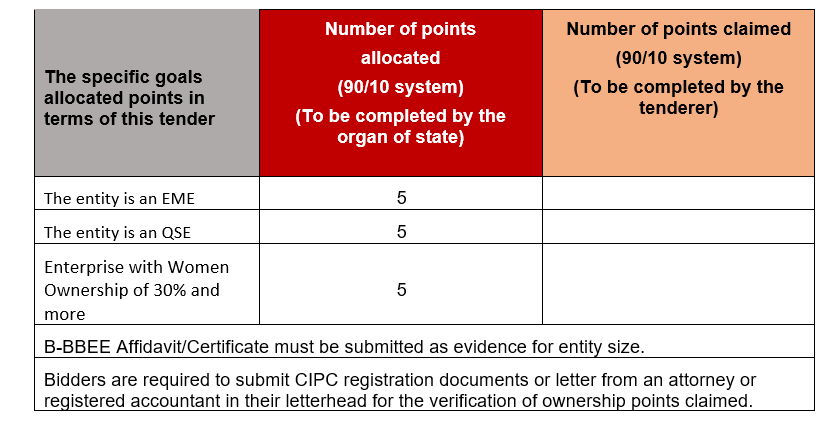 The specific goals
allocated points in
terms of this tender
Number of points
allocated
(90/10 system)
(To be completed by the
organ of state)
Number of points claimed
(90/10 system)
(To be completed by the
tenderer)
The entity is an EME
5
The entity is an QSE
5
Enterprise with Women
Ownership of 30% and
more
5
B-BBEE Affidavit/Certificate must be submitted as evidence for entity size.
Bidders are required to submit CIPC registration documents or letter from an attorney or
registered accountant in their letterhead for the verification of ownership points claimed.